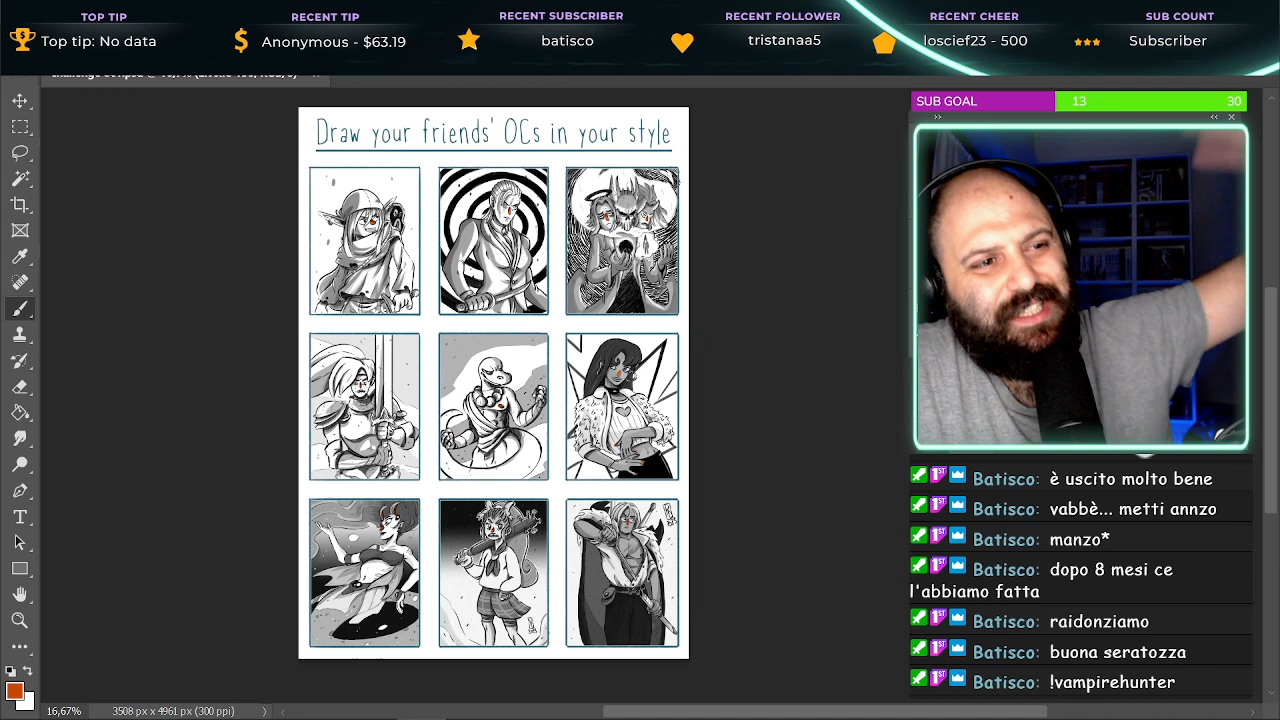 TOP TIP
Top tip: No data
RECENT TIP
Anonymous - $63.19
RECENT SUBSCRIBER
batisco
RECENT FOLLOWER
tristanaa5
RECENT CHEER
loscief23 - 500
SUB COUNT
Subscriber
SUB GOAL 13 30
Draw your friends' OCs in your style
Batisco: è uscito molto bene
Batisco: vabbè... metti annzo
Batisco: manzo*
Batisco: dopo 8 mesi ce
l'abbiamo fatta
Batisco: raidonziamo
Batisco: buona seratozza
Batisco: !vampirehunter
16,67% 3508 px x 4961 px (300 ppi)